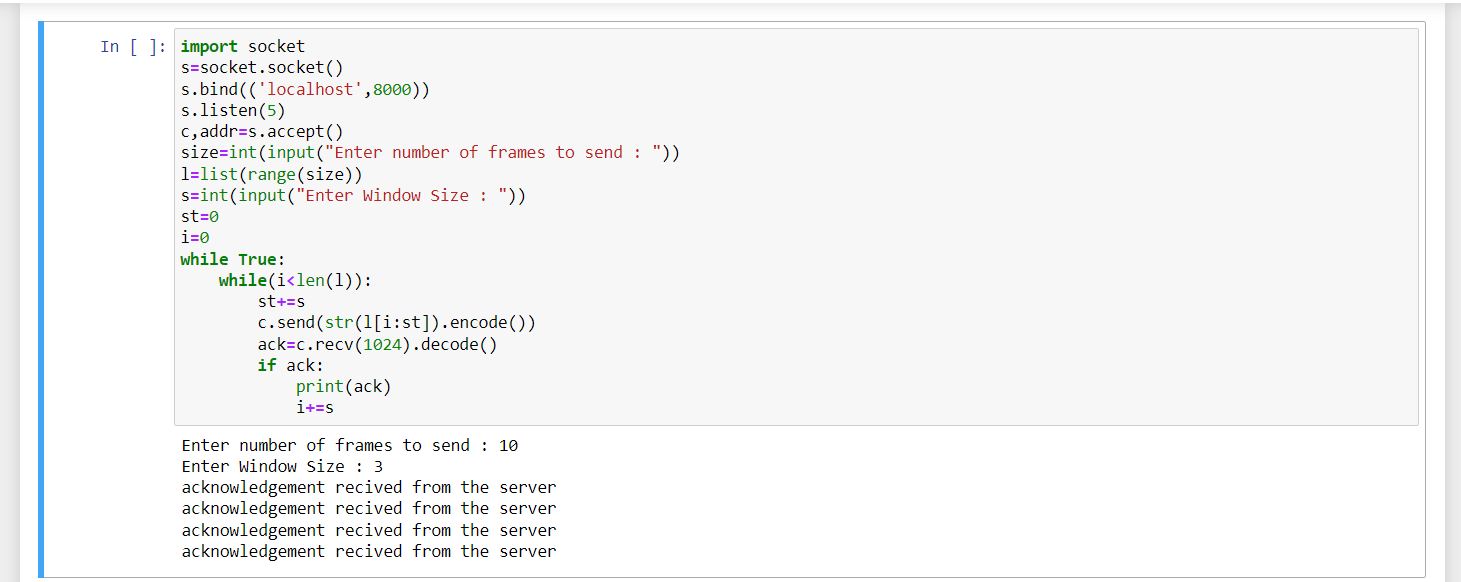 In [ ]: import socket
s=socket.socket()
s.bind(('localhost',8000))
s.listen(5)
c,addr=s.accept()
size=int(input("Enter number of frames to send : "))
l=list(range(size))
s=int(input("Enter Window Size : "))
st=0
i=0
while True:
    while(i<len(l)):
        st+=s
        c.send(str(l[i:st]).encode())
        ack=c.recv(1024).decode()
        if ack:
            print(ack)
            i+=s
Enter number of frames to send : 10
Enter Window Size : 3
acknowledgement recived from the server
acknowledgement recived from the server
acknowledgement recived from the server
acknowledgement recived from the server